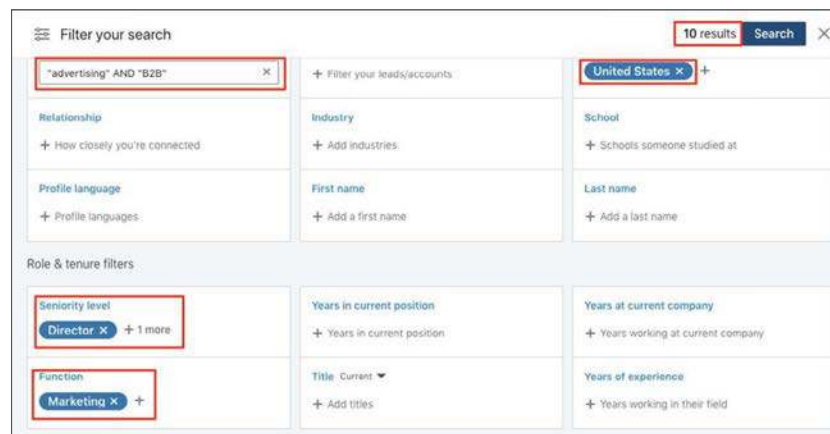 Filter your search
10 results Search ×
"advertising" AND "B2B" ×
+ Filter your leads/accounts
United States × +
Relationship
+ How closely you're connected
Industry
+ Add industries
School
+ Schools someone studied at
Profile language
+ Profile languages
First name
+ Add a first name
Last name
+ Add a last name
Role & tenure filters
Seniority level
Director × + 1 more
Years in current position
+ Years in current position
Years at current company
+ Years working at current company
Function
Marketing × +
Title Current
+ Add titles
Years of experience
+ Years working in their field